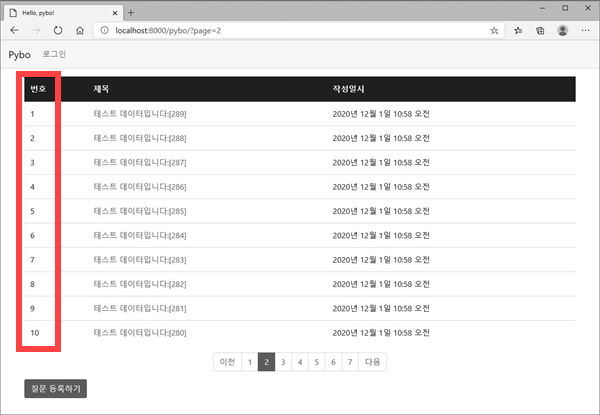 Hello, pybo!
localhost:8000/pybo/?page=2
Pybo 로그인
번호 제목 작성일시
1 테스트 데이터입니다:[289] 2020년 12월 1일 10:58 오전
2 테스트 데이터입니다:[288] 2020년 12월 1일 10:58 오전
3 테스트 데이터입니다:[287] 2020년 12월 1일 10:58 오전
4 테스트 데이터입니다:[286] 2020년 12월 1일 10:58 오전
5 테스트 데이터입니다:[285] 2020년 12월 1일 10:58 오전
6 테스트 데이터입니다:[284] 2020년 12월 1일 10:58 오전
7 테스트 데이터입니다:[283] 2020년 12월 1일 10:58 오전
8 테스트 데이터입니다:[282] 2020년 12월 1일 10:58 오전
9 테스트 데이터입니다:[281] 2020년 12월 1일 10:58 오전
10 테스트 데이터입니다:[280] 2020년 12월 1일 10:58 오전
이전 1 2 3 4 5 6 7 다음
질문 등록하기